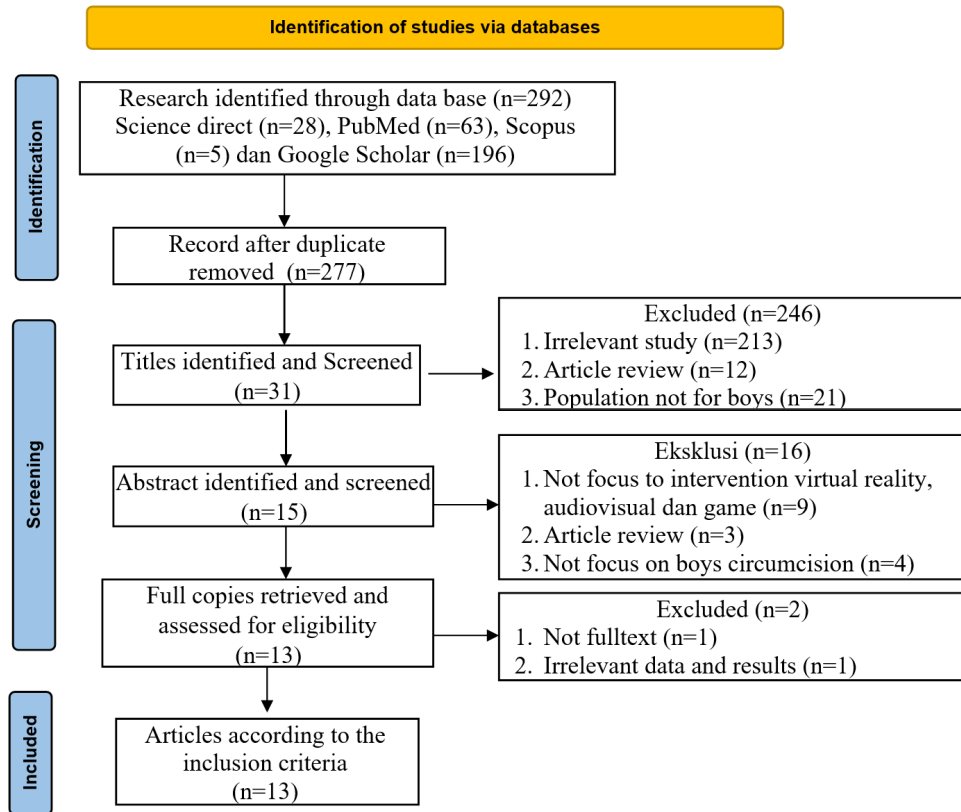 Identification of studies via databases
Identification
Research identified through data base (n=292)
Science direct (n=28), PubMed (n=63), Scopus
(n=5) dan Google Scholar (n=196)
Record after duplicate
removed (n=277)
Screening
Titles identified and Screened
(n=31)
Excluded (n=246)
1. Irrelevant study (n=213)
2. Article review (n=12)
3. Population not for boys (n=21)
Abstract identified and screened
(n=15)
Eksklusi (n=16)
1. Not focus to intervention virtual reality,
audiovisual dan game (n=9)
2. Article review (n=3)
3. Not focus on boys circumcision (n=4)
Full copies retrieved and
assessed for eligibility
(n=13)
Excluded (n=2)
1. Not fulltext (n=1)
2. Irrelevant data and results (n=1)
Included
Articles according to the
inclusion criteria
(n=13)